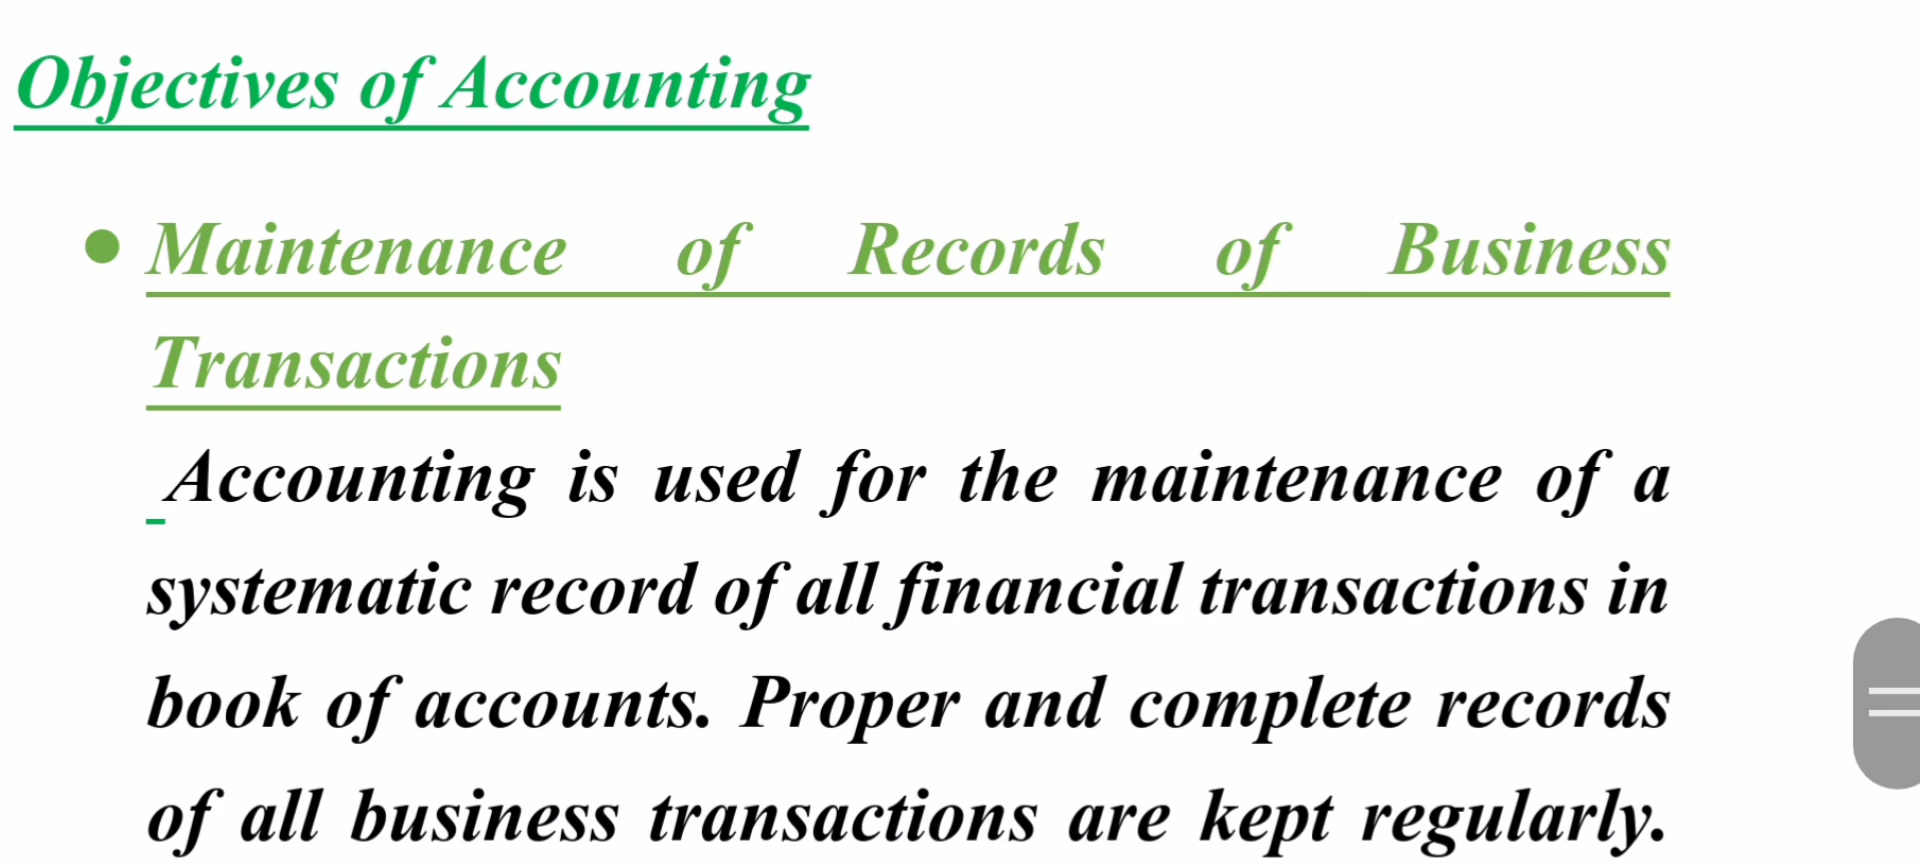 Objectives of Accounting
● Maintenance of Records of Business
Transactions
Accounting is used for the maintenance of a
systematic record of all financial transactions in
book of accounts. Proper and complete records
of all business transactions are kept regularly.